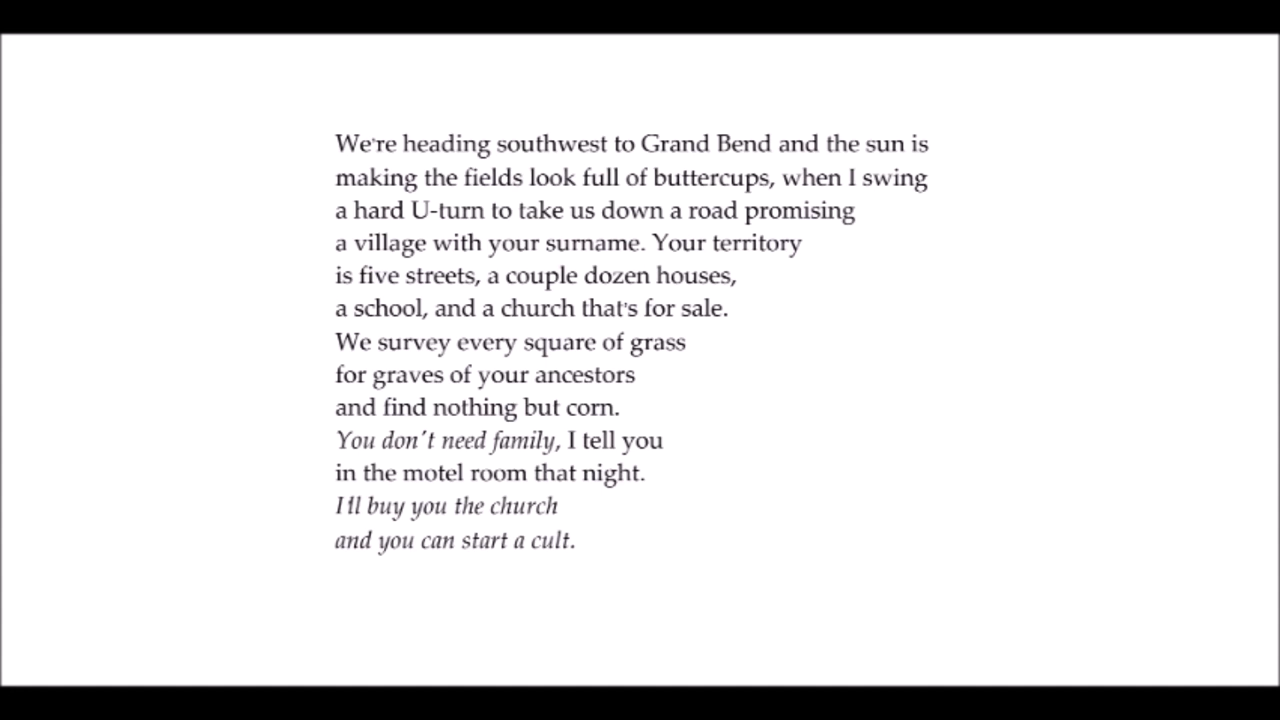 We're heading southwest to Grand Bend and the sun is
making the fields look full of buttercups, when I swing
a hard U-turn to take us down a road promising
a village with your surname. Your territory
is five streets, a couple dozen houses,
a school, and a church that's for sale.
We survey every square of grass
for graves of your ancestors
and find nothing but corn.
You don't need family, I tell you
in the motel room that night.
I'll buy you the church
and you can start a cult.